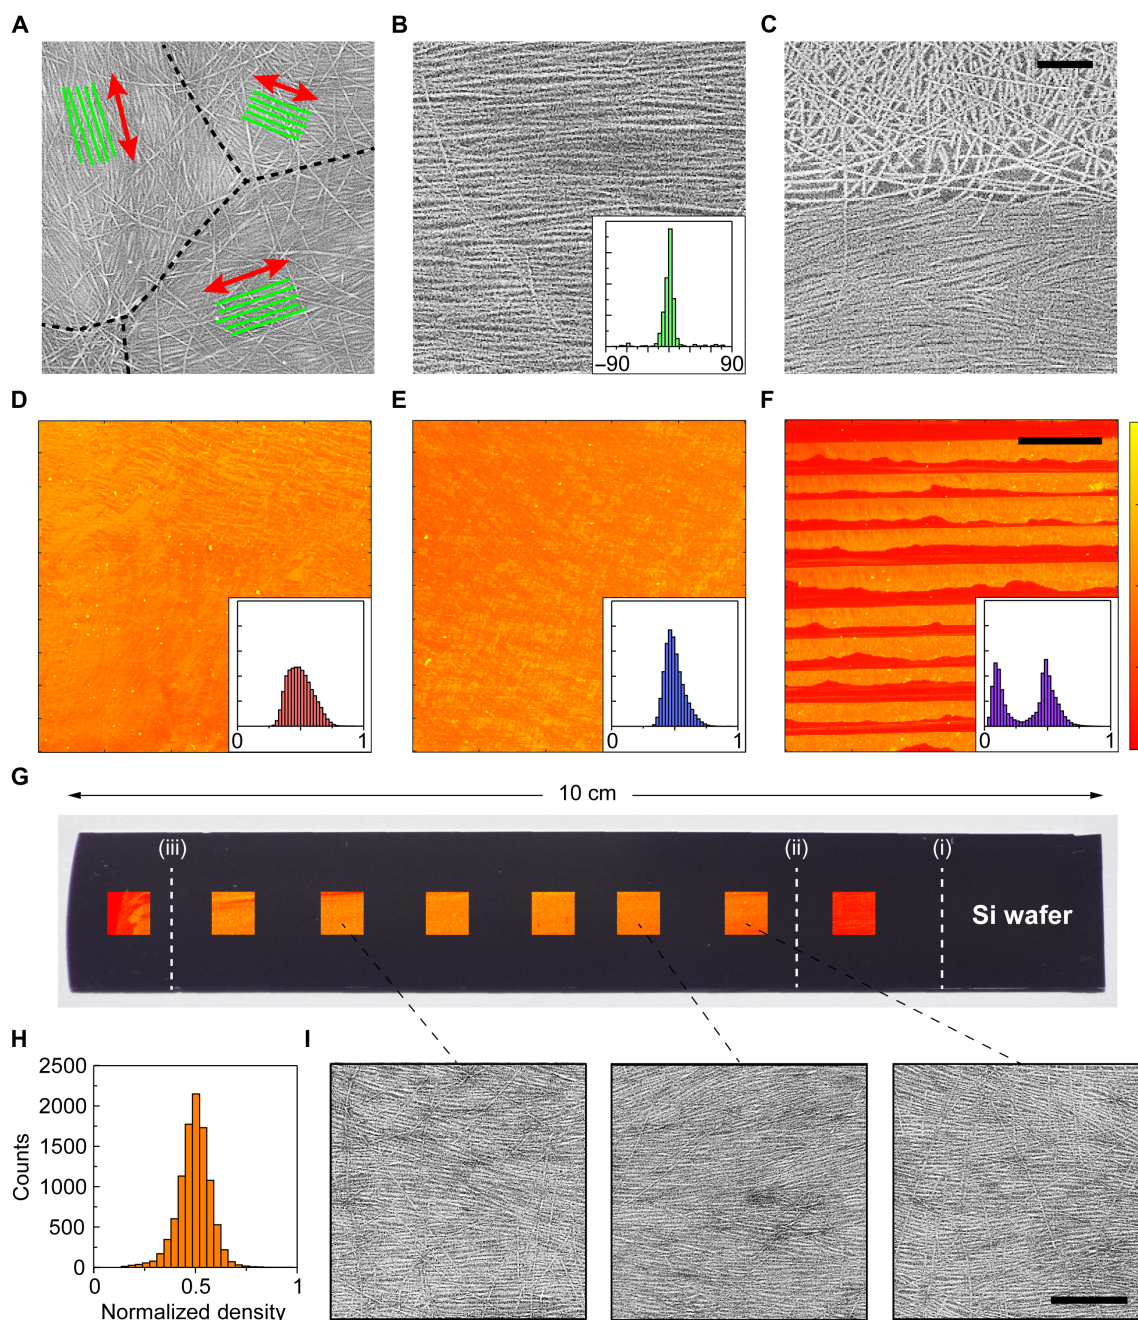 A
B
C
−90
90
D
E
F
0
1
0
1
0
1
G
10 cm
(iii)
(ii)
(i)
Si wafer
H
I
2500
2000
1500
1000
500
0
Counts
0
0.5
1
Normalized density